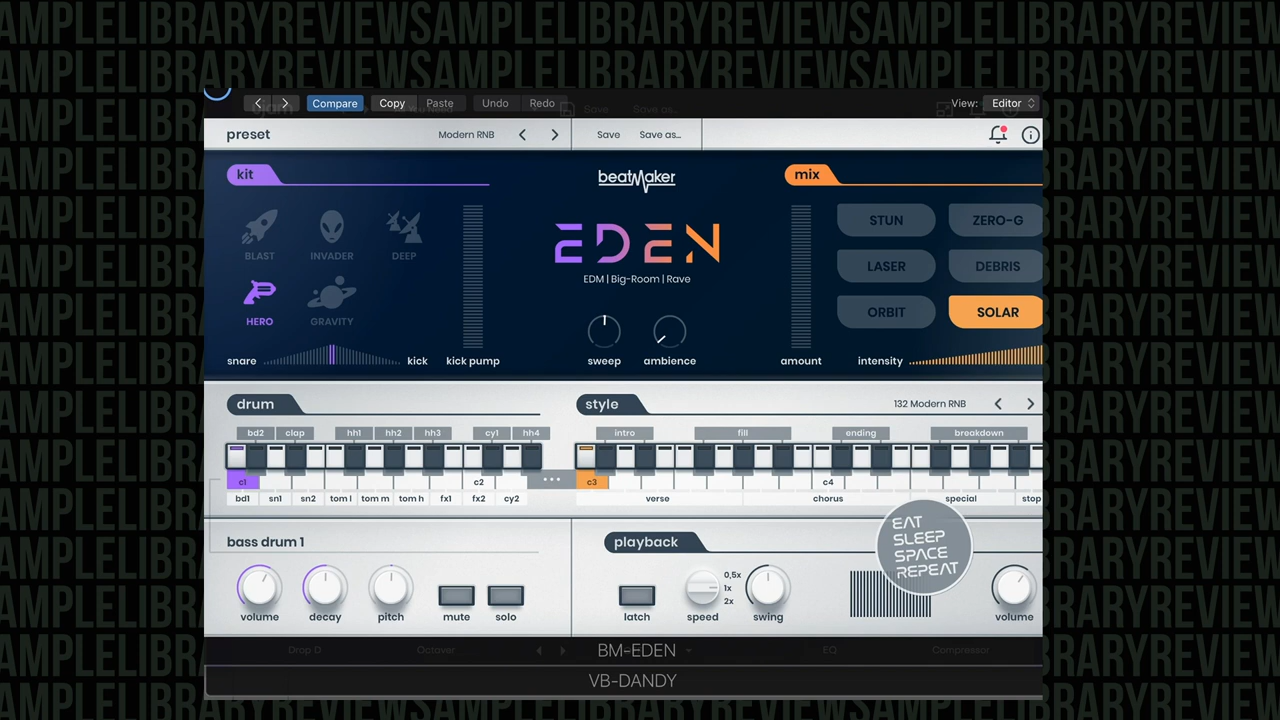 AMPLELIBRARYREVIEWSAMPLELIBRARYREVIEWSAMPLELIBRARYREVIEW
Compare Copy Paste Undo Redo View: Editor
preset Modern RNB Save Save as...
kit beatMaker mix
EDEN
EDM | Big-Room | Rave
BLAST INVADER DEEP
HERO GRAVITY
STUN ZERO-G
LASER DEBRIS
ORBIT SOLAR
snare kick kick pump sweep ambience amount intensity
drum style 132 Modern RNB
bd2 clap hh1 hh2 hh3 cy1 hh4 intro fill ending breakdown
c1 c2 ... c3 c4
bd1 sn1 sn2 tom l tom m tom h fx1 fx2 cy2 verse chorus special stop
bass drum 1 playback
EAT
SLEEP
SPACE
REPEAT
0,5x
1x
2x
volume decay pitch mute solo latch speed swing volume
Drop D Octaver BM-EDEN EQ Compressor
VB-DANDY